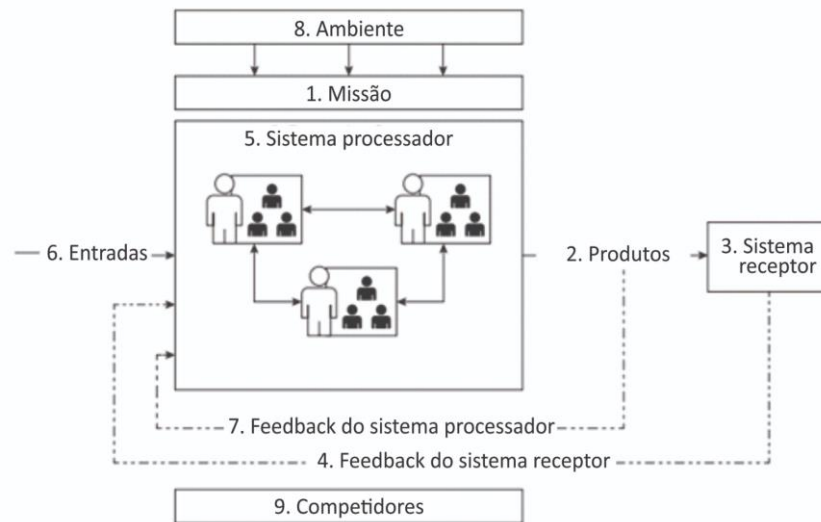 8. Ambiente
1. Missão
5. Sistema processador
6. Entradas
2. Produtos
3. Sistema
receptor
7. Feedback do sistema processador
4. Feedback do sistema receptor
9. Competidores